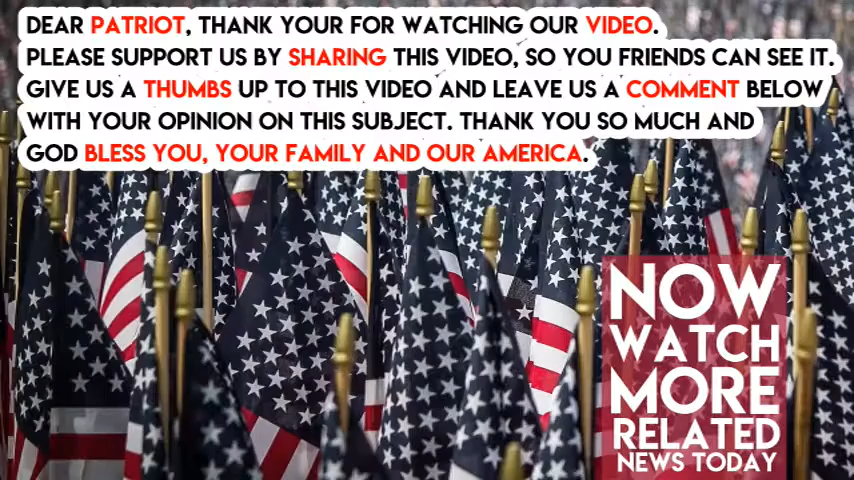 DEAR PATRIOT, THANK YOUR FOR WATCHING OUR VIDEO.
PLEASE SUPPORT US BY SHARING THIS VIDEO, SO YOU FRIENDS CAN SEE IT.
GIVE US A THUMBS UP TO THIS VIDEO AND LEAVE US A COMMENT BELOW
WITH YOUR OPINION ON THIS SUBJECT. THANK YOU SO MUCH AND
GOD BLESS YOU, YOUR FAMILY AND OUR AMERICA.
NOW
WATCH
MORE
RELATED
NEWS TODAY